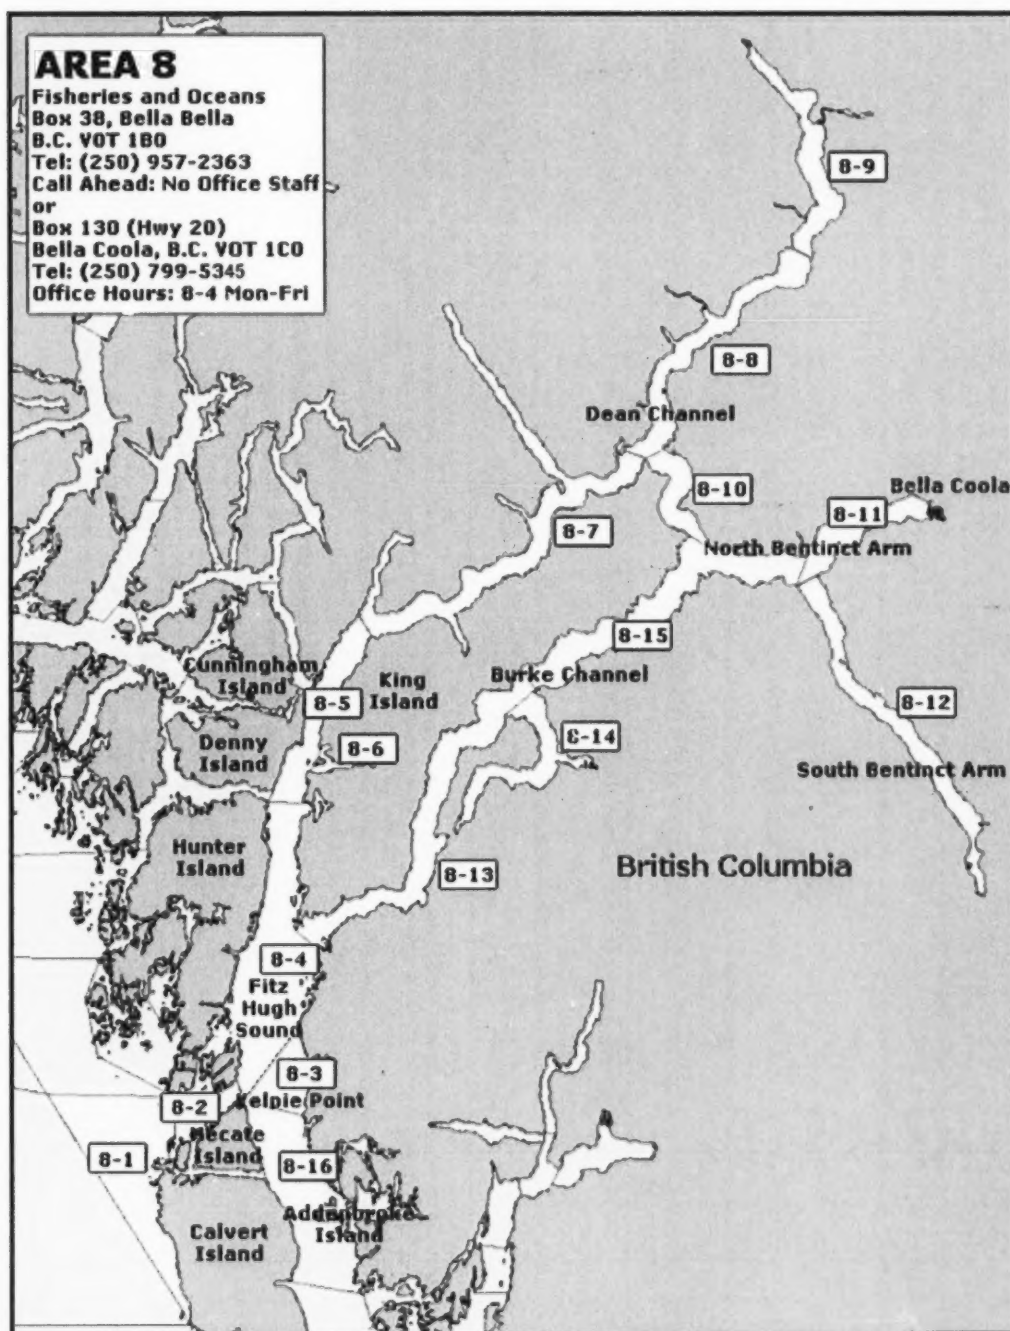 AREA 8
Fisheries and Oceans
Box 38, Bella Bella
B.C. V0T 1B0
Tel: (250) 957-2363
Call Ahead: No Office Staff
or
Box 130 (Hwy 20)
Bella Coola, B.C. V0T 1C0
Tel: (250) 799-5345
Office Hours: 8-4 Mon-Fri
8-9
8-8
Dean Channel
8-10
Bella Coola
8-11
8-7
North Bentinct Arm
8-15
Cunningham
Island
King
Island
Burke Channel
8-5
8-12
8-14
Denny
Island
8-6
South Bentinct Arm
Hunter
Island
British Columbia
8-13
8-4
Fitz
Hugh
Sound
8-3
Kelpie Point
8-2
Hecate
Island
8-1
8-16
Addenbroke
Island
Calvert
Island